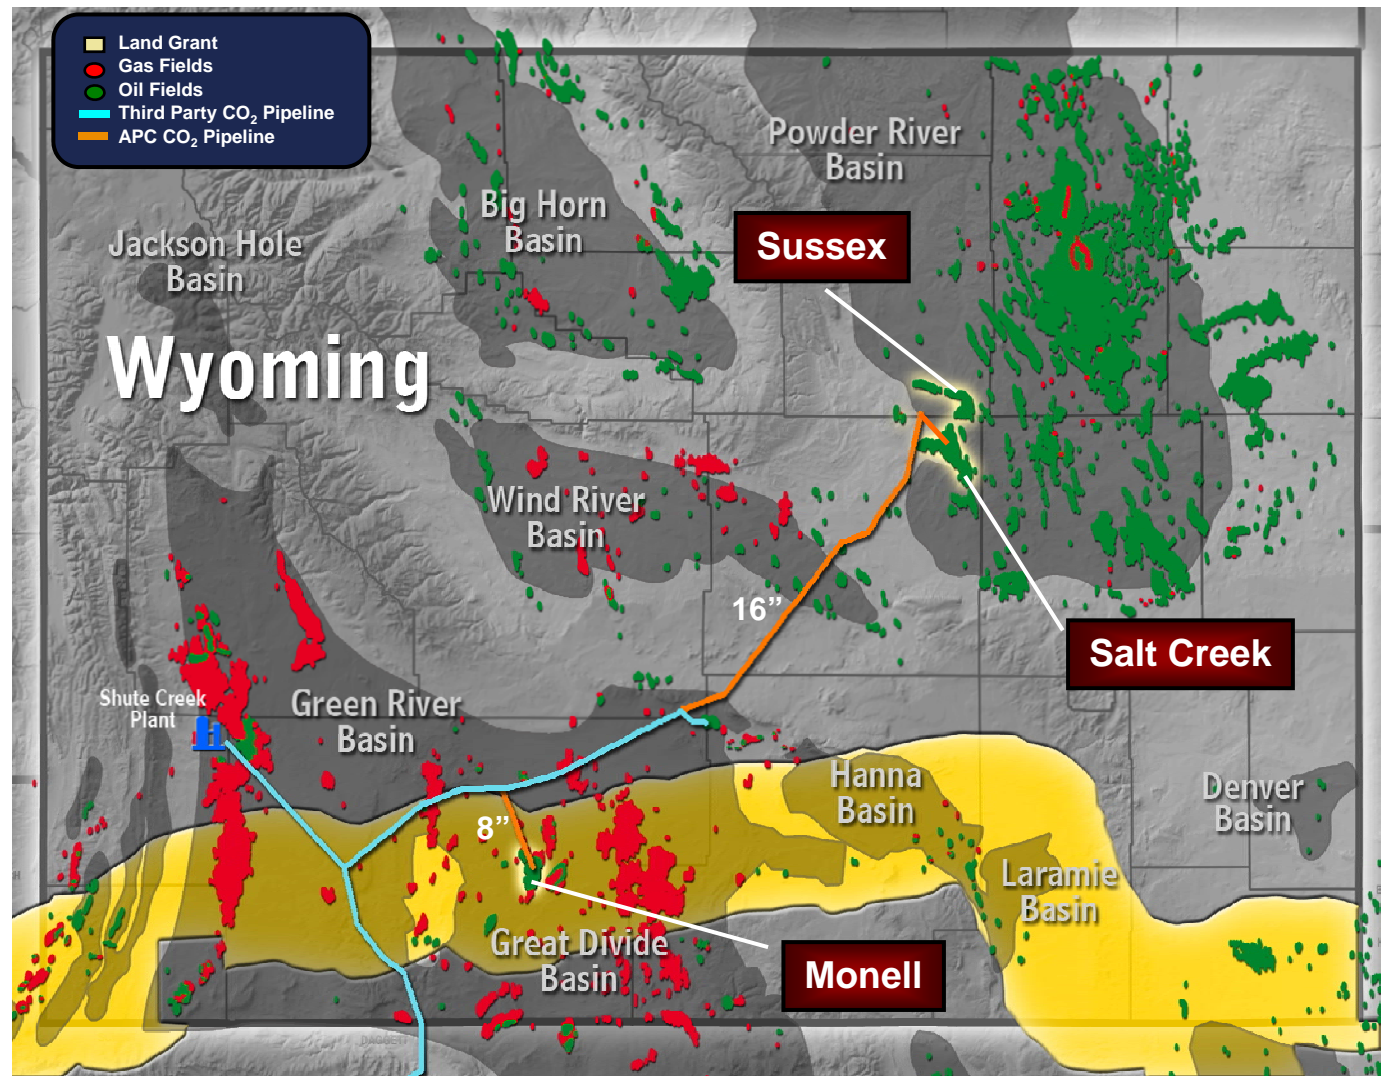 Land Grant
Gas Fields
Oil Fields
Third Party CO₂ Pipeline
APC CO₂ Pipeline
Powder River
Basin
Big Horn
Basin
Jackson Hole
Basin
Sussex
Wyoming
Wind River
Basin
16”
Salt Creek
Shute Creek
Plant
Green River
Basin
Hanna
Basin
Denver
Basin
8”
Laramie
Basin
Great Divide
Basin
Monell